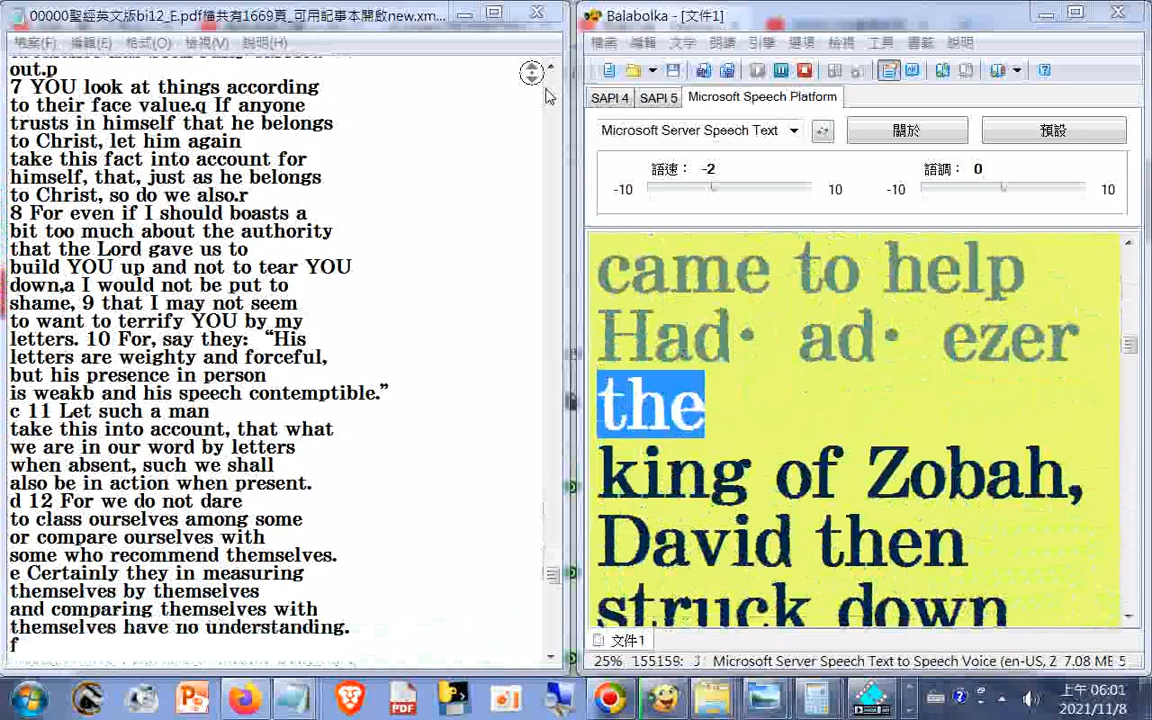 00000聖經英文版bi12_E.pdf檔共有1669頁_可用記事本開啟new.xm...
檔案(F) 編輯(E) 格式(O) 檢視(V) 說明(H)
out.p
7 YOU look at things according
to their face value.q If anyone
trusts in himself that he belongs
to Christ, let him again
take this fact into account for
himself, that, just as he belongs
to Christ, so do we also.r
8 For even if I should boasts a
bit too much about the authority
that the Lord gave us to
build YOU up and not to tear YOU
down,a I would not be put to
shame, 9 that I may not seem
to want to terrify YOU by my
letters. 10 For, say they: “His
letters are weighty and forceful,
but his presence in person
is weakb and his speech contemptible.”
c 11 Let such a man
take this into account, that what
we are in our word by letters
when absent, such we shall
also be in action when present.
d 12 For we do not dare
to class ourselves among some
or compare ourselves with
some who recommend themselves.
e Certainly they in measuring
themselves by themselves
and comparing themselves with
themselves have no understanding.
f
Balabolka - [文件1]
檔案 編輯 文字 朗讀 引擎 選項 檢視 工具 書籤 說明
SAPI 4 SAPI 5 Microsoft Speech Platform
Microsoft Server Speech Text 關於 預設
語速： -2 語調： 0
-10 10 -10 10
came to help
Had· ad· ezer
the
king of Zobah,
David then
struck down
文件1
25% 155159: Microsoft Server Speech Text to Speech Voice (en-US, 2 7.08 MB 5
PDF
上午 06:01
2021/11/8